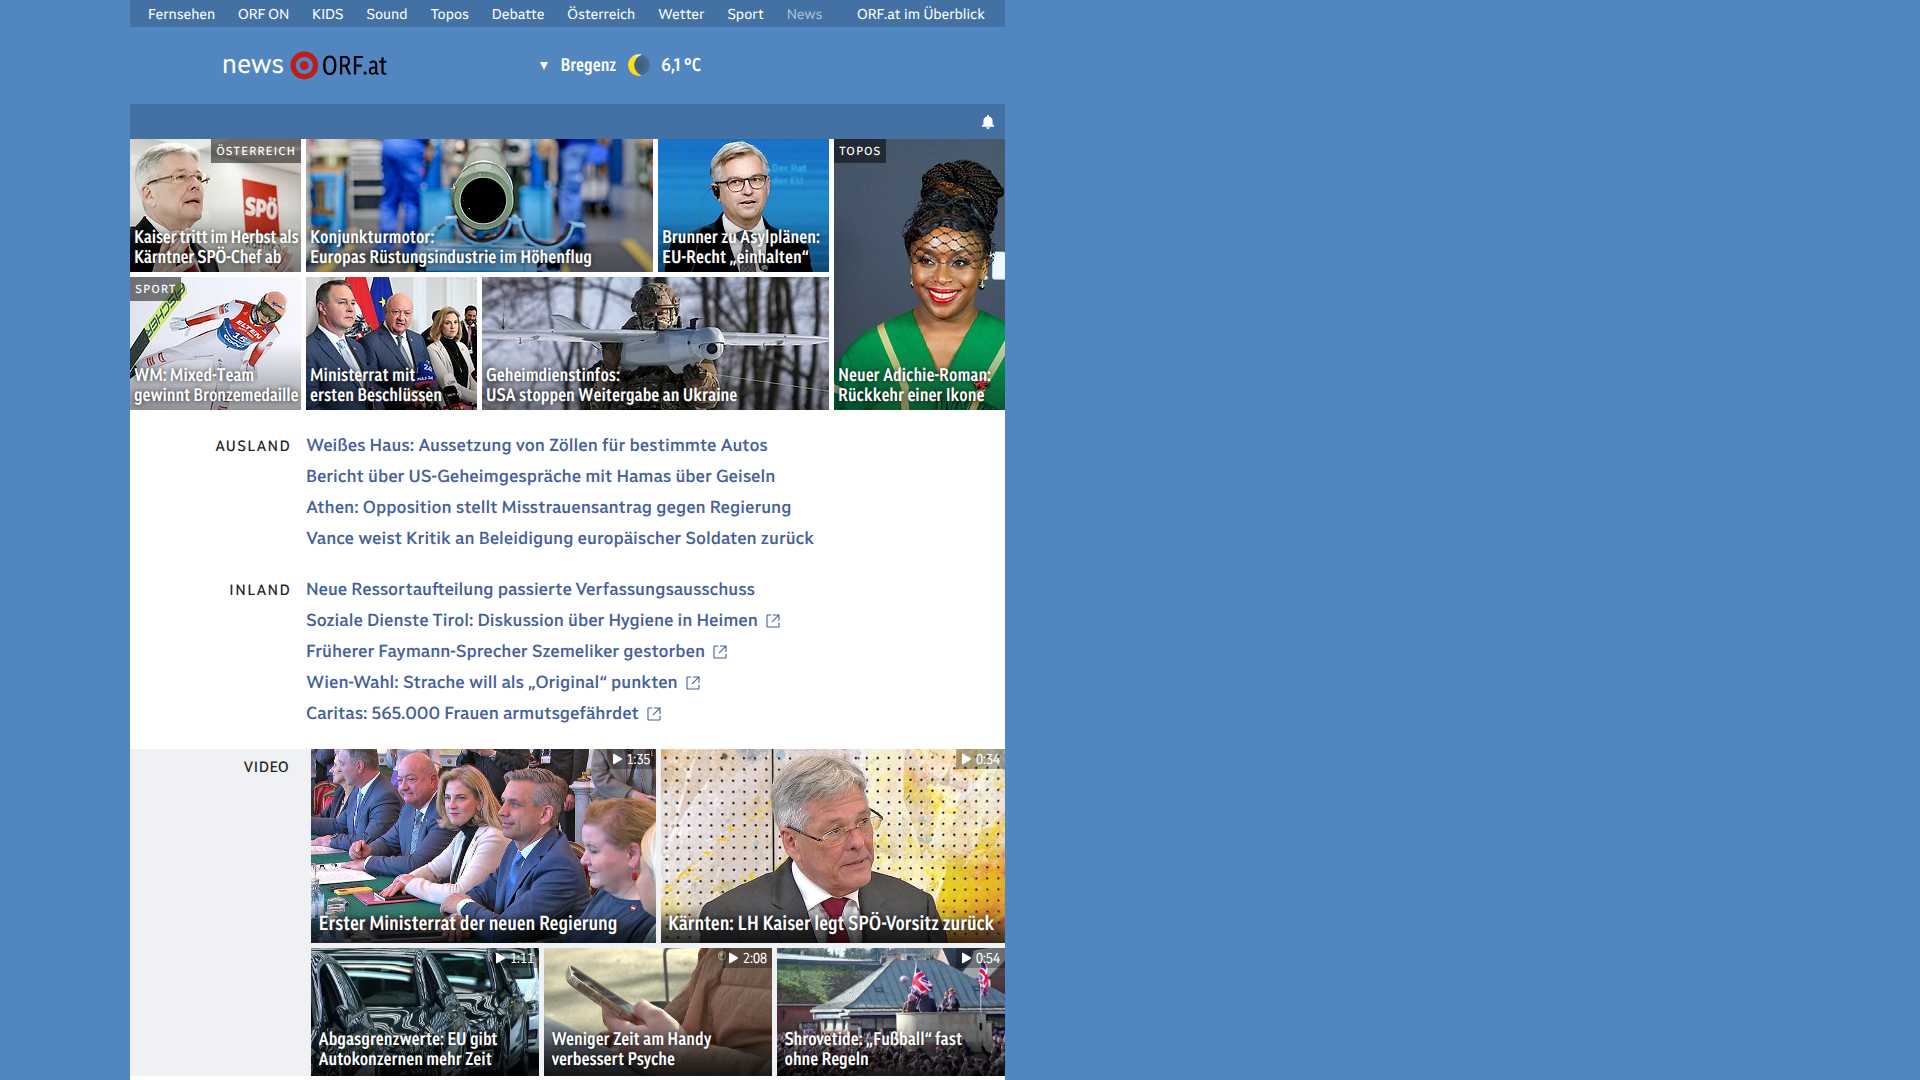 Fernsehen ORF ON KIDS Sound Topos Debatte Österreich Wetter Sport News ORF.at im Überblick
news ORF.at
▼ Bregenz 6,1 °C
ÖSTERREICH
SPÖ
Kaiser tritt im Herbst als
Kärntner SPÖ-Chef ab
Konjunkturmotor:
Europas Rüstungsindustrie im Höhenflug
Der Rat
der EU
Brunner zu Asylplänen:
EU-Recht „einhalten“
TOPOS
Neuer Adichie-Roman:
Rückkehr einer Ikone
SPORT
WM: Mixed-Team
gewinnt Bronzemedaille
Ministerrat mit
ersten Beschlüssen
Geheimdienstinfos:
USA stoppen Weitergabe an Ukraine
AUSLAND
Weißes Haus: Aussetzung von Zöllen für bestimmte Autos
Bericht über US-Geheimgespräche mit Hamas über Geiseln
Athen: Opposition stellt Misstrauensantrag gegen Regierung
Vance weist Kritik an Beleidigung europäischer Soldaten zurück
INLAND
Neue Ressortaufteilung passierte Verfassungsausschuss
Soziale Dienste Tirol: Diskussion über Hygiene in Heimen
Früherer Faymann-Sprecher Szemeliker gestorben
Wien-Wahl: Strache will als „Original“ punkten
Caritas: 565.000 Frauen armutsgefährdet
VIDEO
1:35
Erster Ministerrat der neuen Regierung
0:34
Kärnten: LH Kaiser legt SPÖ-Vorsitz zurück
1:11
Abgasgrenzwerte: EU gibt
Autokonzernen mehr Zeit
2:08
Weniger Zeit am Handy
verbessert Psyche
0:54
Shrovetide: „Fußball“ fast
ohne Regeln